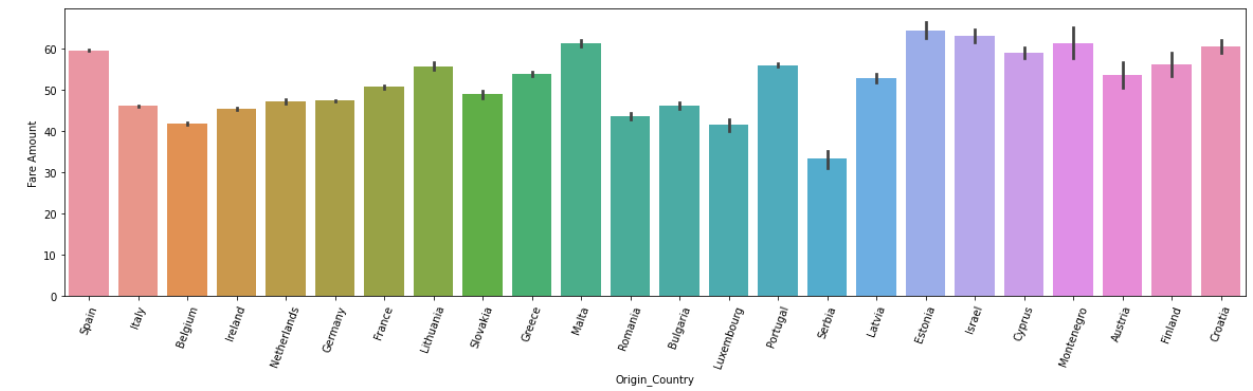 Fare Amount
60
50
40
30
20
10
0
Spain
Italy
Belgium
Ireland
Netherlands
Germany
France
Lithuania
Slovakia
Greece
Malta
Romania
Bulgaria
Luxembourg
Portugal
Serbia
Latvia
Estonia
Israel
Cyprus
Montenegro
Austria
Finland
Croatia
Origin_Country